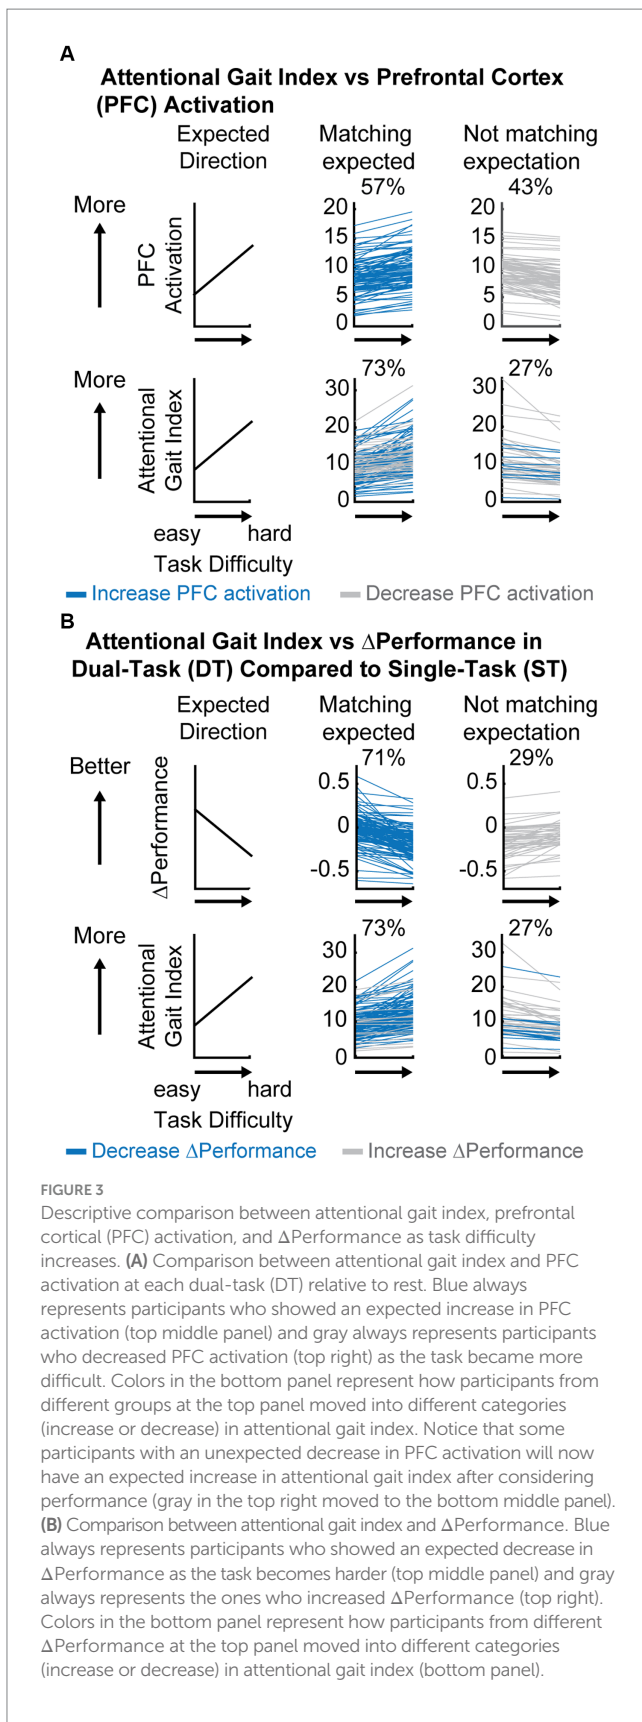 A
Attentional Gait Index vs Prefrontal Cortex
(PFC) Activation
Expected
Direction
Matching
expected
Not matching
expectation
57%
43%
More
PFC
Activation
20
15
10
5
0
20
15
10
5
0
73%
27%
More
Attentional
Gait Index
30
20
10
0
30
20
10
0
easy hard
Task Difficulty
Increase PFC activation Decrease PFC activation
B
Attentional Gait Index vs ΔPerformance in
Dual-Task (DT) Compared to Single-Task (ST)
Expected
Direction
Matching
expected
Not matching
expectation
71%
29%
Better
ΔPerformance
0.5
0
-0.5
0.5
0
-0.5
73%
27%
More
Attentional
Gait Index
30
20
10
0
30
20
10
0
easy hard
Task Difficulty
Decrease ΔPerformance Increase ΔPerformance
FIGURE 3
Descriptive comparison between attentional gait index, prefrontal
cortical (PFC) activation, and ΔPerformance as task difficulty
increases. (A) Comparison between attentional gait index and PFC
activation at each dual-task (DT) relative to rest. Blue always
represents participants who showed an expected increase in PFC
activation (top middle panel) and gray always represents participants
who decreased PFC activation (top right) as the task became more
difficult. Colors in the bottom panel represent how participants from
different groups at the top panel moved into different categories
(increase or decrease) in attentional gait index. Notice that some
participants with an unexpected decrease in PFC activation will now
have an expected increase in attentional gait index after considering
performance (gray in the top right moved to the bottom middle panel).
(B) Comparison between attentional gait index and ΔPerformance. Blue
always represents participants who showed an expected decrease in
ΔPerformance as the task becomes harder (top middle panel) and gray
always represents the ones who increased ΔPerformance (top right).
Colors in the bottom panel represent how participants from different
ΔPerformance at the top panel moved into different categories
(increase or decrease) in attentional gait index (bottom panel).